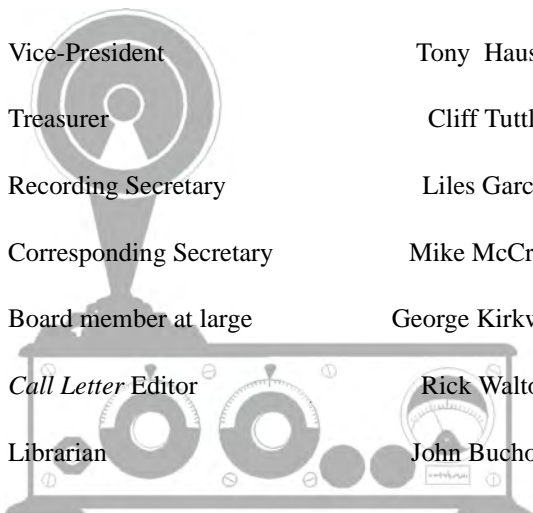 Vice-President Tony Haus
Treasurer Cliff Tuttl
Recording Secretary Liles Garc
Corresponding Secretary Mike McCr
Board member at large George Kirkw
Call Letter Editor Rick Walto
Librarian John Bucho